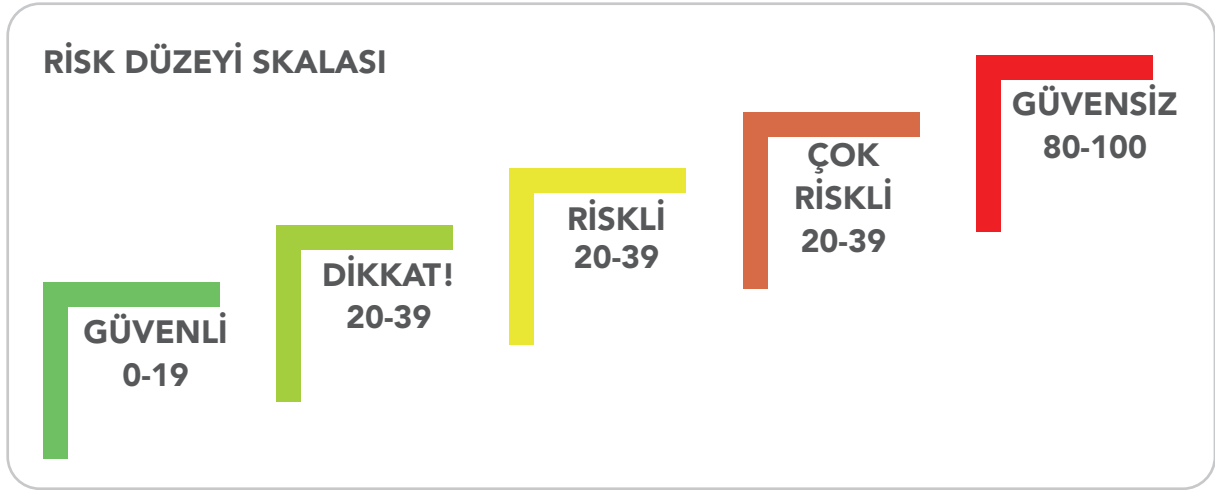 RİSK DÜZEYİ SKALASI
GÜVENLİ
0-19
DİKKAT!
20-39
RİSKLİ
20-39
ÇOK
RİSKLİ
20-39
GÜVENSİZ
80-100